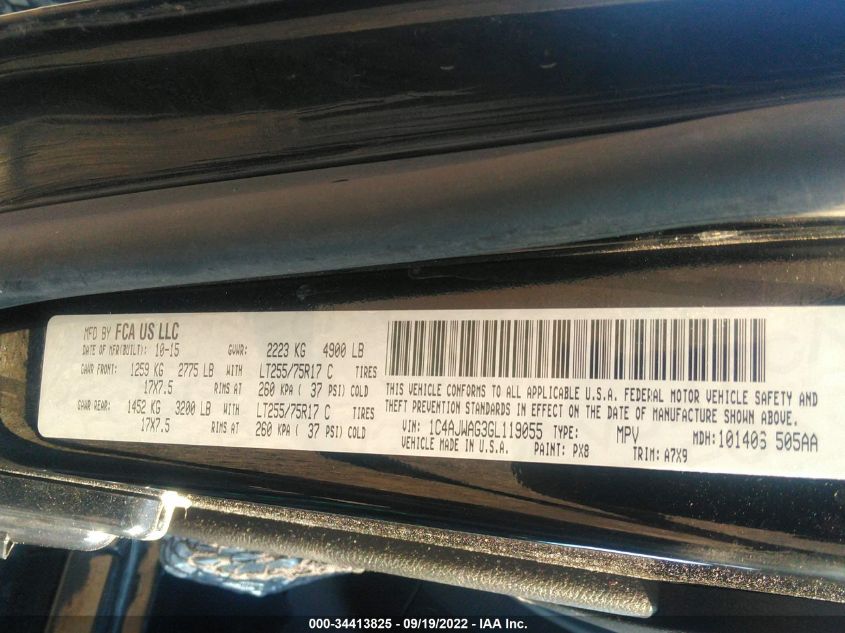 MFD BY FCA US LLC
DATE OF MFR(BUILT): 10-15 GVWR: 2223 KG 4900 LB
GAWR FRONT: 1259 KG 2775 LB WITH LT255/75R17 C TIRES
17X7.5 RIMS AT 260 KPA ( 37 PSI) COLD
GAWR REAR: 1452 KG 3200 LB WITH LT255/75R17 C TIRES
17X7.5 RIMS AT 260 KPA ( 37 PSI) COLD
THIS VEHICLE CONFORMS TO ALL APPLICABLE U.S.A. FEDERAL MOTOR VEHICLE SAFETY AND
THEFT PREVENTION STANDARDS IN EFFECT ON THE DATE OF MANUFACTURE SHOWN ABOVE.
VIN: 1C4AJWAG3GL119055 TYPE: MPV MDH: 101406 505AA
VEHICLE MADE IN U.S.A. PAINT: PX8 TRIM: A7X9
000-34413825 - 09/19/2022 - IAA Inc.